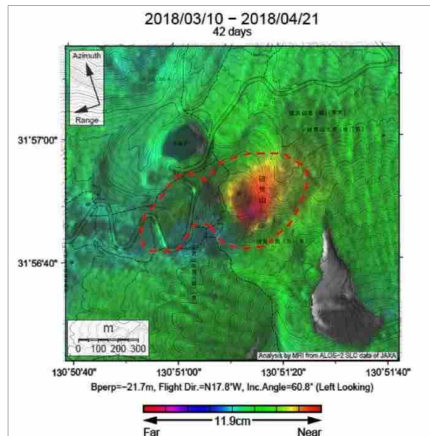 2018/03/10 − 2018/04/21
42 days
Azimuth
Range
31°57'00"
31°56'40"
硫黄山
m
0 100 200 300
Analysis by MRI from ALOS−2 SLC data of JAXA
130°50'40" 130°51'00" 130°51'20" 130°51'40"
Bperp=−21.7m, Flight Dir.=N17.8°W, Inc.Angle=60.8° (Left Looking)
11.9cm
Far Near